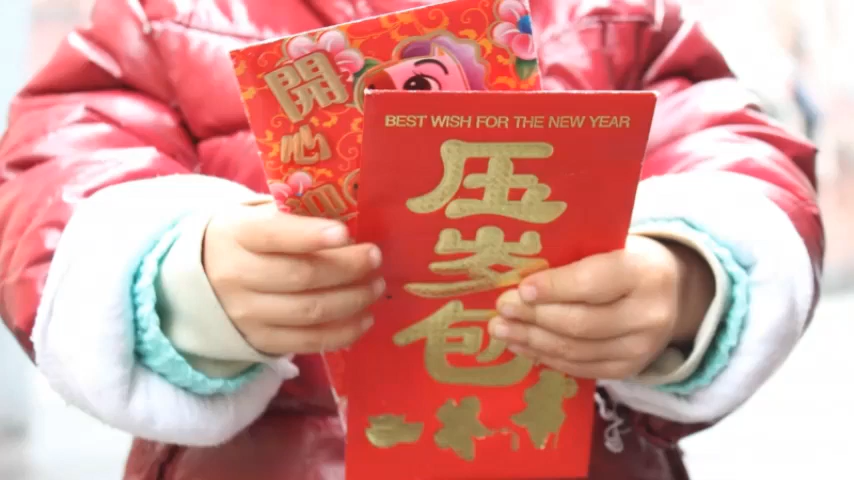 開
心
BEST WISH FOR THE NEW YEAR
压
岁
包